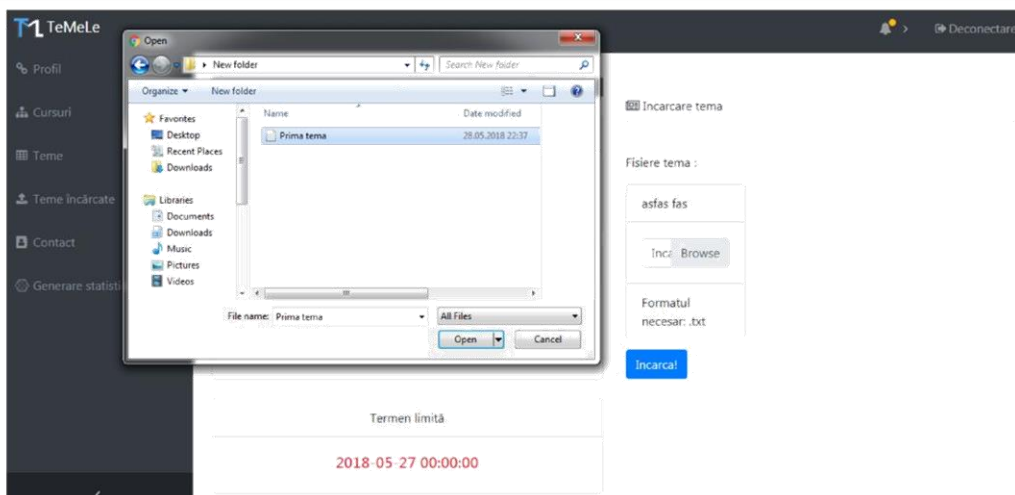 TeMeLe
Deconectare
Profil
Cursuri
Teme
Teme încărcate
Contact
Generare statisti
Open
New folder
Search New folder
Organize
New folder
Favorites
Desktop
Recent Places
Downloads
Libraries
Documents
Downloads
Music
Pictures
Videos
Name
Date modified
Prima tema
28.05.2018 22:37
File name:
Prima tema
All Files
Open
Cancel
Incarcare tema
Fisiere tema :
asfas fas
Inca
Browse
Formatul
necesar: .txt
Incarca!
Termen limită
2018-05-27 00:00:00